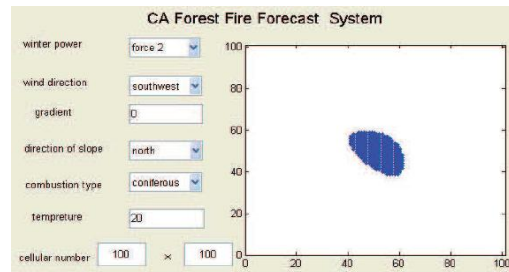 CA Forest Fire Forecast System
winter power force 2
wind direction southwest
gradient 0
direction of slope north
combustion type coniferous
tempreture 20
cellular number 100 × 100
100
80
60
40
20
0
0 20 40 60 80 100